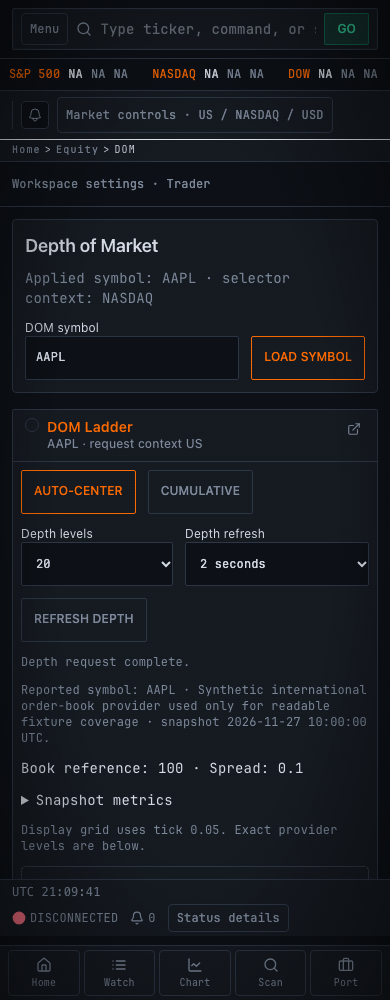 Menu Type ticker, command, or GO
S&P 500 NA NA NA NASDAQ NA NA NA DOW NA NA NA
Market controls · US / NASDAQ / USD
Home > Equity > DOM
Workspace settings · Trader
Depth of Market
Applied symbol: AAPL · selector
context: NASDAQ
DOM symbol
AAPL LOAD SYMBOL
DOM Ladder
AAPL · request context US
AUTO-CENTER CUMULATIVE
Depth levels Depth refresh
20 2 seconds
REFRESH DEPTH
Depth request complete.
Reported symbol: AAPL · Synthetic international
order-book provider used only for readable
fixture coverage · snapshot 2026-11-27 10:00:00
UTC.
Book reference: 100 · Spread: 0.1
Snapshot metrics
Display grid uses tick 0.05. Exact provider
levels are below.
UTC 21:09:41
DISCONNECTED 0 Status details
Home Watch Chart Scan Port